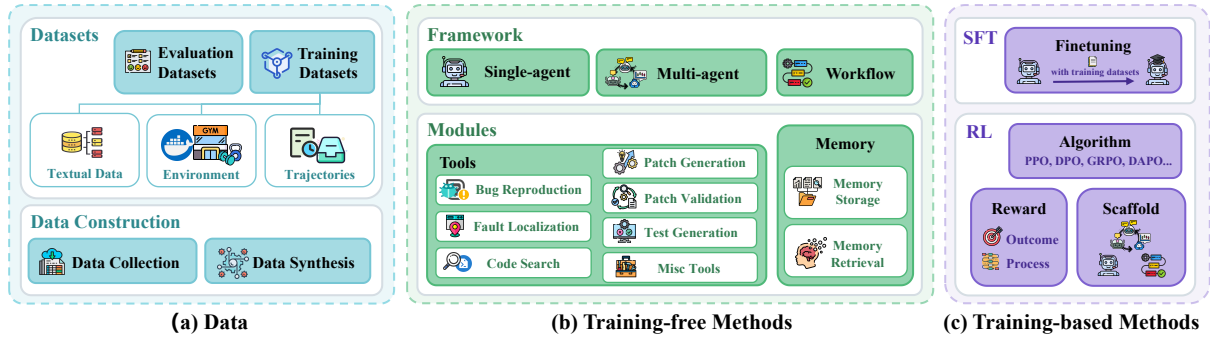 Datasets
Evaluation
Datasets
Training
Datasets
Textual Data
GYM
Environment
Trajectories
Data Construction
Data Collection
Data Synthesis
(a) Data
Framework
Single-agent
Multi-agent
Workflow
Modules
Tools
Bug Reproduction
Fault Localization
Code Search
Patch Generation
Patch Validation
Test Generation
Misc Tools
Memory
Memory
Storage
Memory
Retrieval
(b) Training-free Methods
SFT
Finetuning
with training datasets
RL
Algorithm
PPO, DPO, GRPO, DAPO...
Reward
Outcome
Process
Scaffold
(c) Training-based Methods